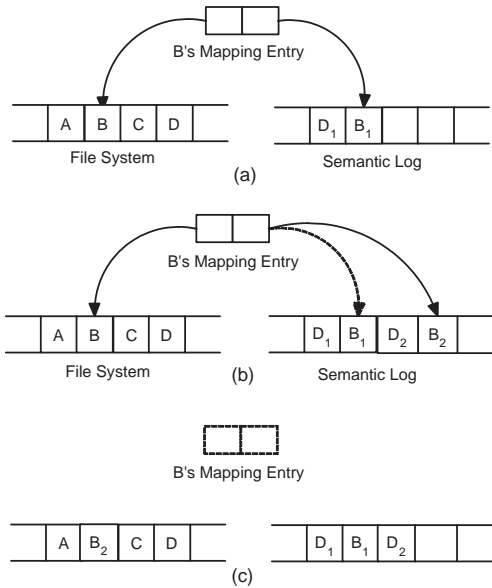 B's Mapping Entry
A B C D D₁ B₁
File System Semantic Log
(a)
B's Mapping Entry
A B C D D₁ B₁ D₂ B₂
File System (b) Semantic Log
B's Mapping Entry
A B₂ C D D₁ B₁ D₂
(c)